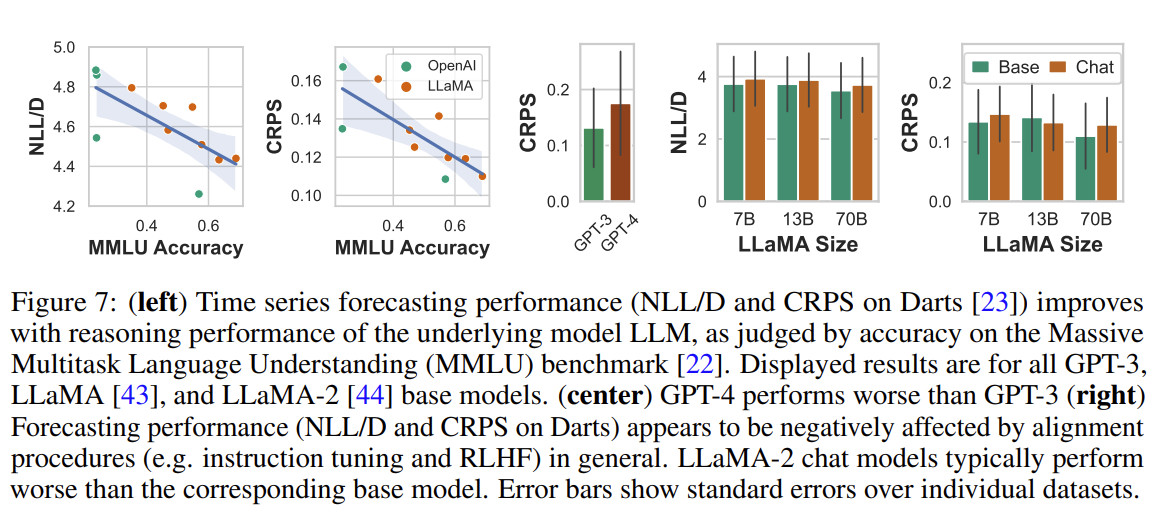 5.0
4.8
4.6
4.4
4.2
NLL/D
0.4 0.6
MMLU Accuracy
0.16
0.14
0.12
0.10
CRPS
OpenAI
LLaMA
0.4 0.6
MMLU Accuracy
0.2
0.1
0.0
CRPS
GPT-3
GPT-4
4
2
0
NLL/D
7B 13B 70B
LLaMA Size
0.2
0.1
0.0
CRPS
Base Chat
7B 13B 70B
LLaMA Size
Figure 7: (left) Time series forecasting performance (NLL/D and CRPS on Darts [23]) improves
with reasoning performance of the underlying model LLM, as judged by accuracy on the Massive
Multitask Language Understanding (MMLU) benchmark [22]. Displayed results are for all GPT-3,
LLaMA [43], and LLaMA-2 [44] base models. (center) GPT-4 performs worse than GPT-3 (right)
Forecasting performance (NLL/D and CRPS on Darts) appears to be negatively affected by alignment
procedures (e.g. instruction tuning and RLHF) in general. LLaMA-2 chat models typically perform
worse than the corresponding base model. Error bars show standard errors over individual datasets.